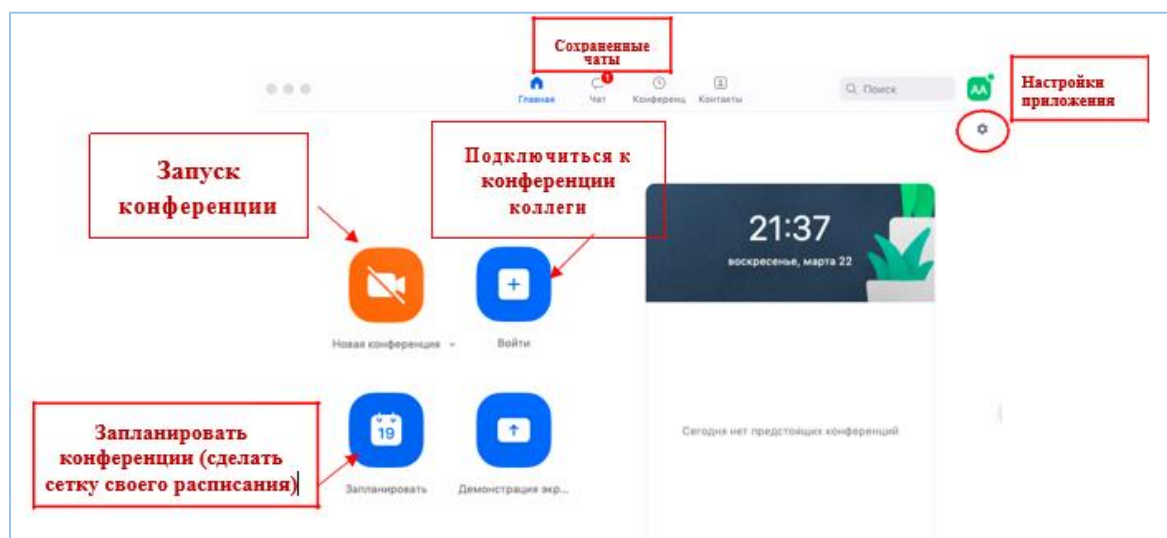 Сохраненные
чаты
1
Главная Чат Конференц Контакты
Поиск
AA
Настройки
приложения
Запуск
конференции
Подключиться к
конференции
коллеги
21:37
воскресенье, марта 22
Новая конференция
Войти
Запланировать
конференции (сделать
сетку своего расписания)
19
Запланировать
Демонстрация экр...
Сегодня нет предстоящих конференций